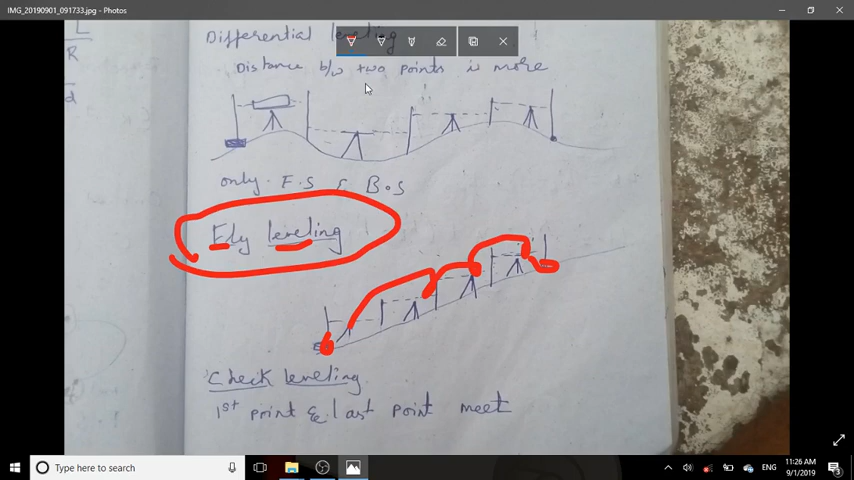 IMG_20190901_091733.jpg - Photos
L
R
d
Differential leveling
Distance b/w two points is more
only F.S & B.S
Fly leveling
Check leveling
1st point & last point meet
Type here to search
ENG
11:26 AM
9/1/2019
3